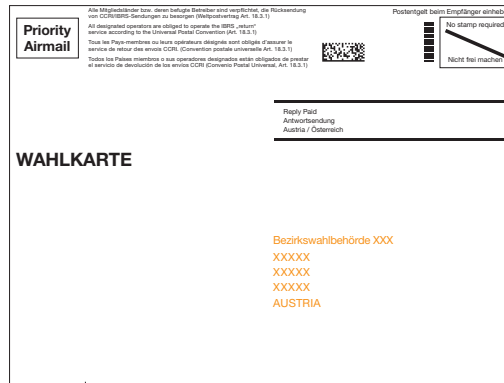 Priority
Airmail
Alle Mitgliedsländer bzw. deren befugte Betreiber sind verpflichtet, die Rücksendung
von CCRI/IBRS-Sendungen zu besorgen (Weltpostvertrag Art. 18.3.1)
All designated operators are obliged to operate the IBRS „return"
service according to the Universal Postal Convention (Art. 18.3.1)
Tous les Pays-membres ou leurs opérateurs désignés sont obligés d'assurer le
service de retour des envois CCRI. (Convention postale universelle Art. 18.3.1)
Todos los Países miembros o sus operadores designados están obligados de prestar
el servicio de devolución de los envíos CCRI (Convenio Postal Universal, Art. 18.3.1)
Postentgelt beim Empfänger einheb
No stamp required
Nicht frei machen
Reply Paid
Antwortsendung
Austria / Österreich
WAHLKARTE
Bezirkswahlbehörde XXX
XXXXX
XXXXX
XXXXX
AUSTRIA